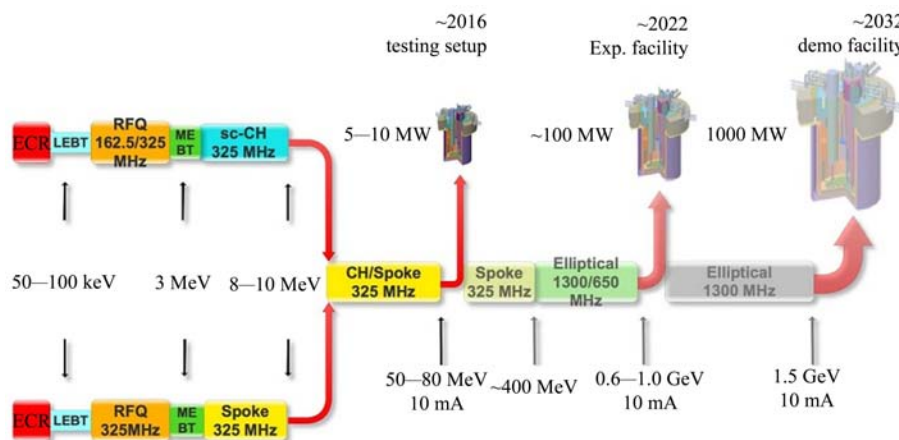 ~2016
testing setup
~2022
Exp. facility
~2032
demo facility
5—10 MW
~100 MW
1000 MW
ECR
LEBT
RFQ
162.5/325
MHz
ME
BT
sc-CH
325 MHz
50—100 keV
3 MeV
8—10 MeV
CH/Spoke
325 MHz
Spoke
325 MHz
Elliptical
1300/650
MHz
Elliptical
1300 MHz
50—80 MeV
10 mA
~400 MeV
0.6—1.0 GeV
10 mA
1.5 GeV
10 mA
ECR
LEBT
RFQ
325MHz
ME
BT
Spoke
325 MHz